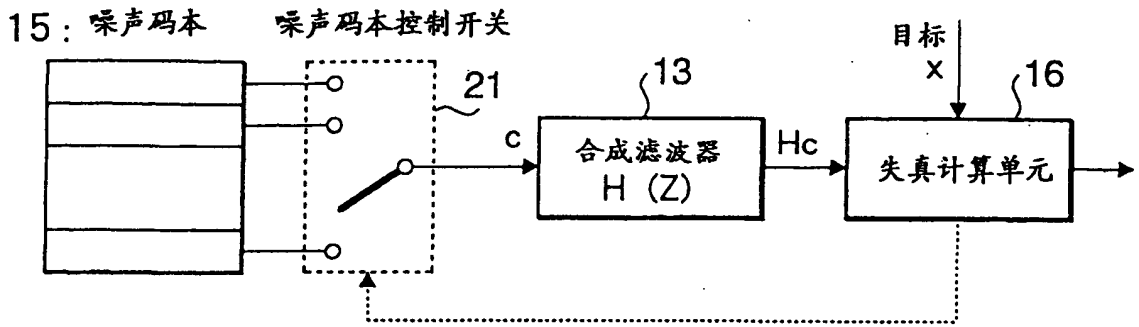 15: 噪声码本
噪声码本控制开关
目标
x
21
13
16
c
合成滤波器
H (Z)
Hc
失真计算单元